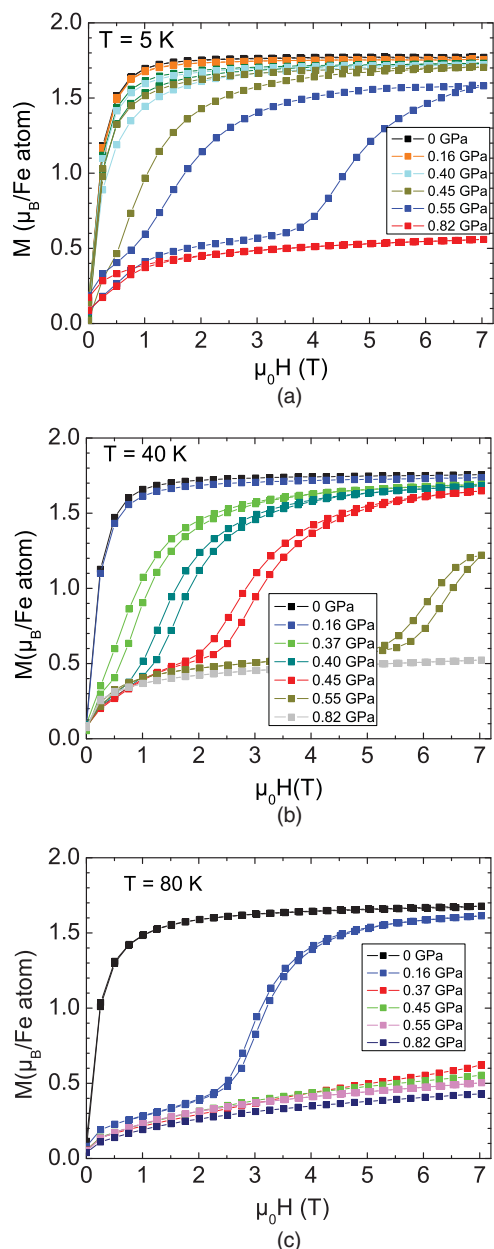 T = 5 K
2.0
1.5
1.0
0.5
0.0
M (μB/Fe atom)
0 GPa
0.16 GPa
0.40 GPa
0.45 GPa
0.55 GPa
0.82 GPa
0 1 2 3 4 5 6 7
μ0H (T)
(a)
T = 40 K
2.0
1.5
1.0
0.5
0.0
M(μB/Fe atom)
0 GPa
0.16 GPa
0.37 GPa
0.40 GPa
0.45 GPa
0.55 GPa
0.82 GPa
0 1 2 3 4 5 6 7
μ0H(T)
(b)
T = 80 K
2.0
1.5
1.0
0.5
0.0
M(μB/Fe atom)
0 GPa
0.16 GPa
0.37 GPa
0.45 GPa
0.55 GPa
0.82 GPa
0 1 2 3 4 5 6 7
μ0H (T)
(c)